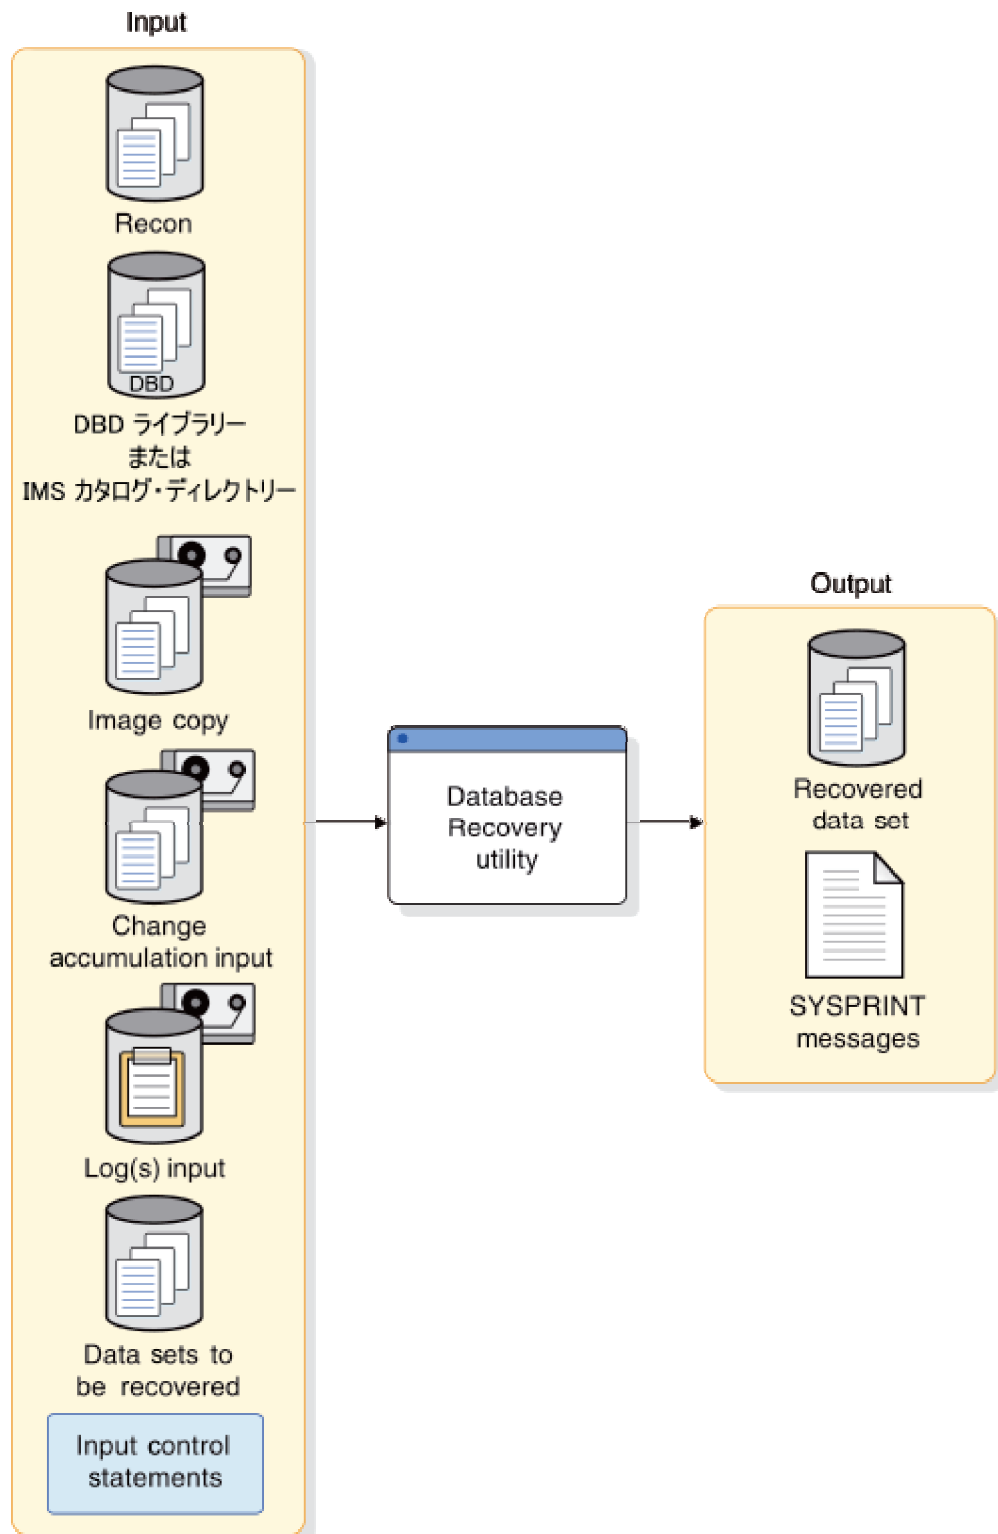 Input
Recon
DBD
DBD ライブラリー
または
IMS カタログ・ディレクトリー
Image copy
Change
accumulation input
Log(s) input
Data sets to
be recovered
Input control
statements
Database
Recovery
utility
Output
Recovered
data set
SYSPRINT
messages